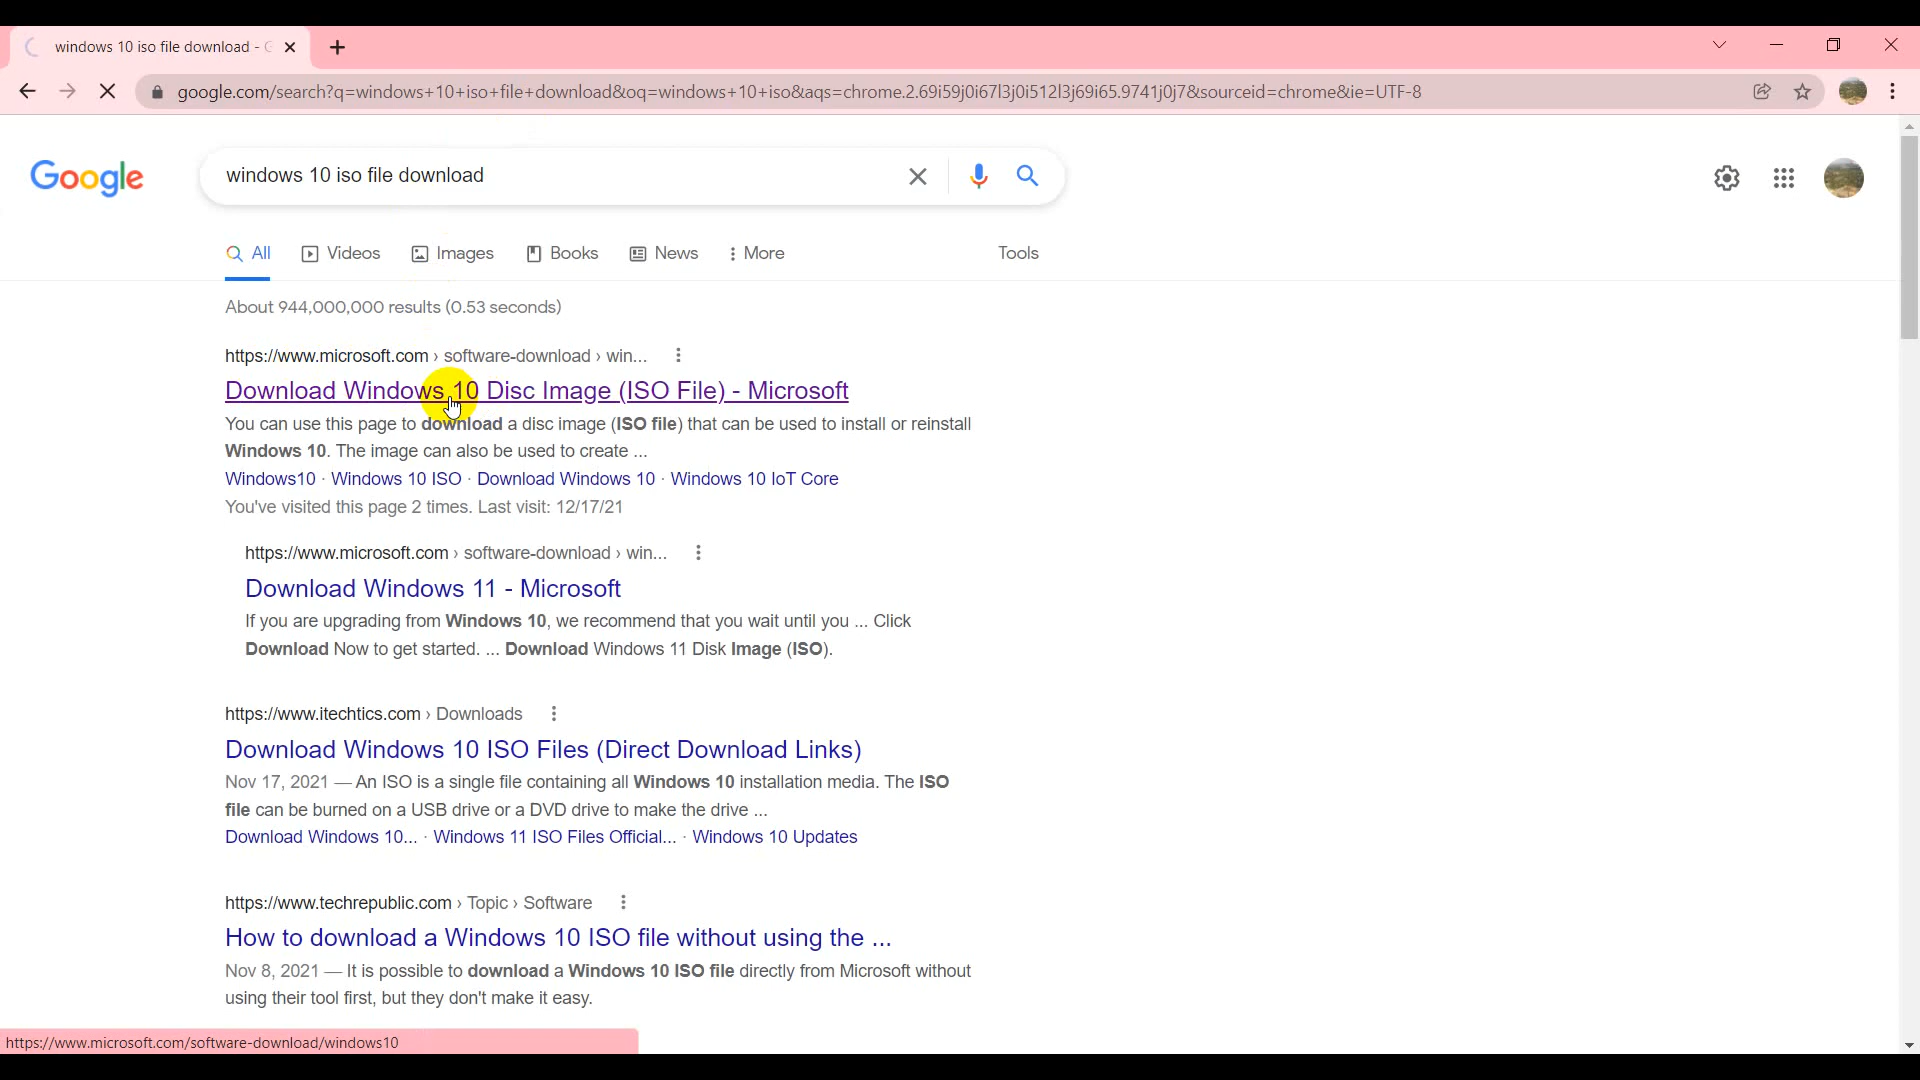 windows 10 iso file download -
google.com/search?q=windows+10+iso+file+download&oq=windows+10+iso&aqs=chrome.2.69i59j0i67l3j0i512l3j69i65.9741j0j7&sourceid=chrome&ie=UTF-8
Google
windows 10 iso file download
All Videos Images Books News More Tools
About 944,000,000 results (0.53 seconds)
https://www.microsoft.com › software-download › win...
Download Windows 10 Disc Image (ISO File) - Microsoft
You can use this page to download a disc image (ISO file) that can be used to install or reinstall
Windows 10. The image can also be used to create ...
Windows10 · Windows 10 ISO · Download Windows 10 · Windows 10 IoT Core
You've visited this page 2 times. Last visit: 12/17/21
https://www.microsoft.com › software-download › win...
Download Windows 11 - Microsoft
If you are upgrading from Windows 10, we recommend that you wait until you ... Click
Download Now to get started. ... Download Windows 11 Disk Image (ISO).
https://www.itechtics.com › Downloads
Download Windows 10 ISO Files (Direct Download Links)
Nov 17, 2021 — An ISO is a single file containing all Windows 10 installation media. The ISO
file can be burned on a USB drive or a DVD drive to make the drive ...
Download Windows 10... · Windows 11 ISO Files Official... · Windows 10 Updates
https://www.techrepublic.com › Topic › Software
How to download a Windows 10 ISO file without using the ...
Nov 8, 2021 — It is possible to download a Windows 10 ISO file directly from Microsoft without
using their tool first, but they don't make it easy.
https://www.microsoft.com/software-download/windows10